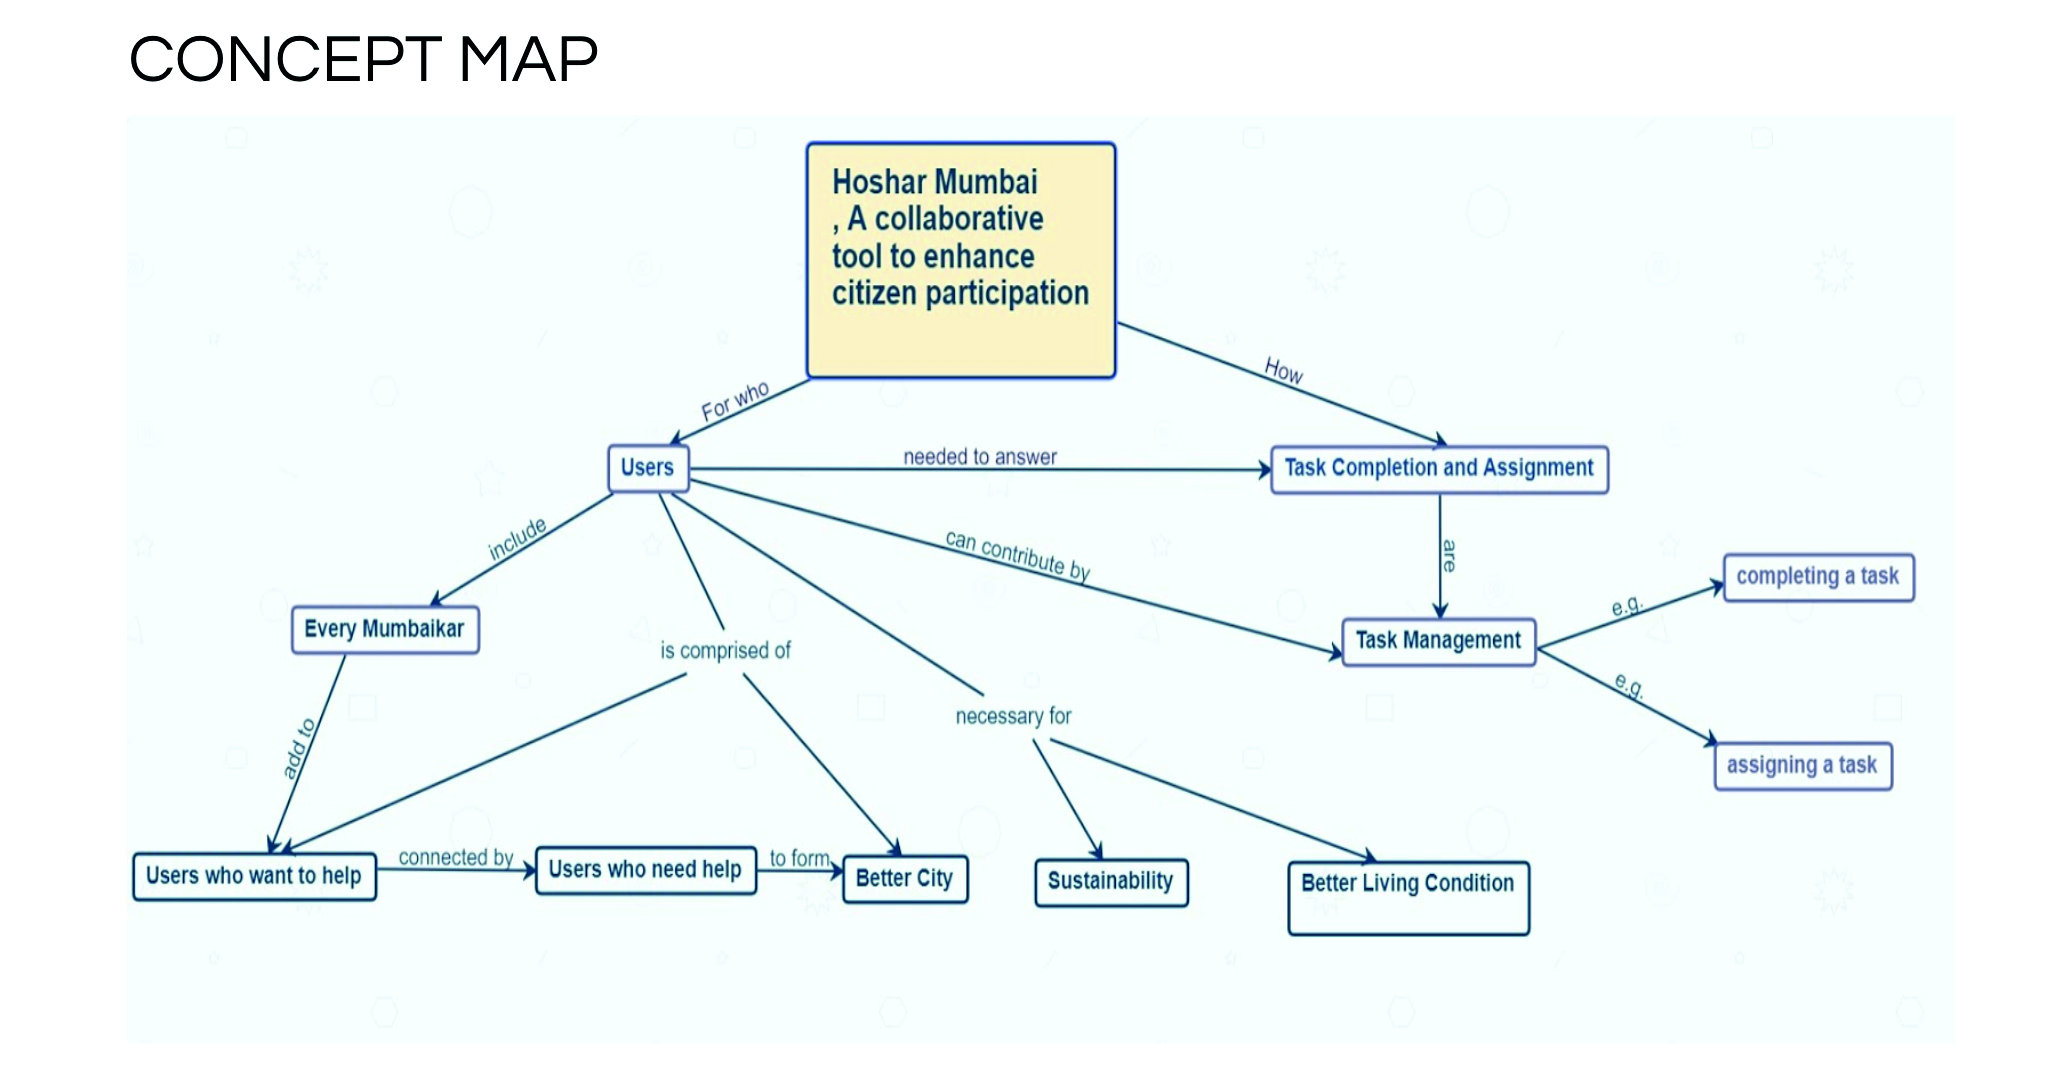 CONCEPT MAP
Hoshar Mumbai
, A collaborative
tool to enhance
citizen participation
For who
How
Users
needed to answer
Task Completion and Assignment
include
can contribute by
are
completing a task
e.g.
Every Mumbaikar
is comprised of
Task Management
e.g.
necessary for
add to
assigning a task
Users who want to help
connected by
Users who need help
to form
Better City
Sustainability
Better Living Condition